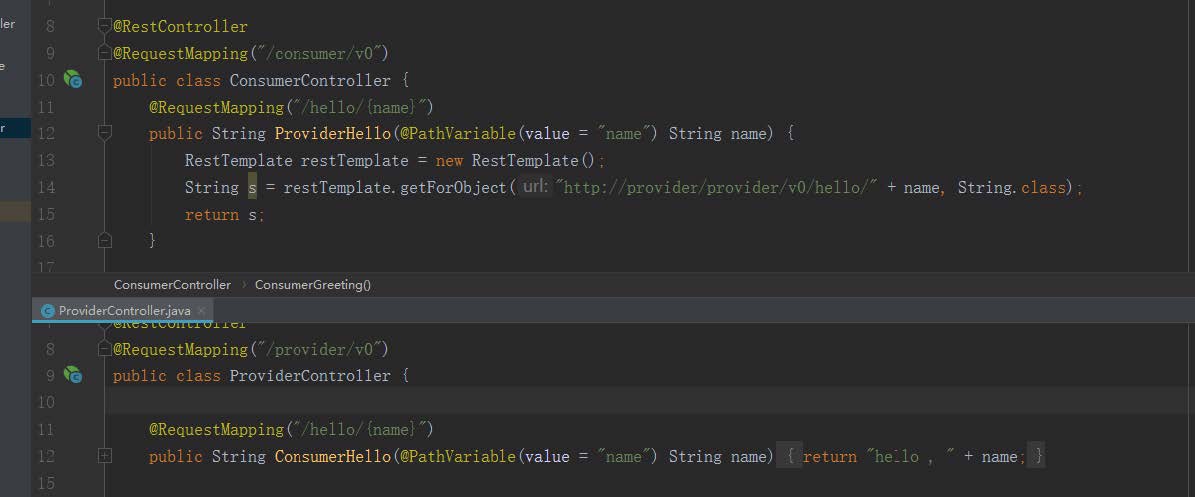 ler
e
r
8 @RestController
9 @RequestMapping("/consumer/v0")
10 public class ConsumerController {
11 @RequestMapping("/hello/{name}")
12 public String ProviderHello(@PathVariable(value = "name") String name) {
13 RestTemplate restTemplate = new RestTemplate();
14 String s = restTemplate.getForObject( url: "http://provider/provider/v0/hello/" + name, String.class);
15 return s;
16 }
17
ConsumerController › ConsumerGreeting()
ProviderController.java ×
7 @RestController
8 @RequestMapping("/provider/v0")
9 public class ProviderController {
10
11 @RequestMapping("/hello/{name}")
12 public String ConsumerHello(@PathVariable(value = "name") String name) { return "hello , " + name; }
15